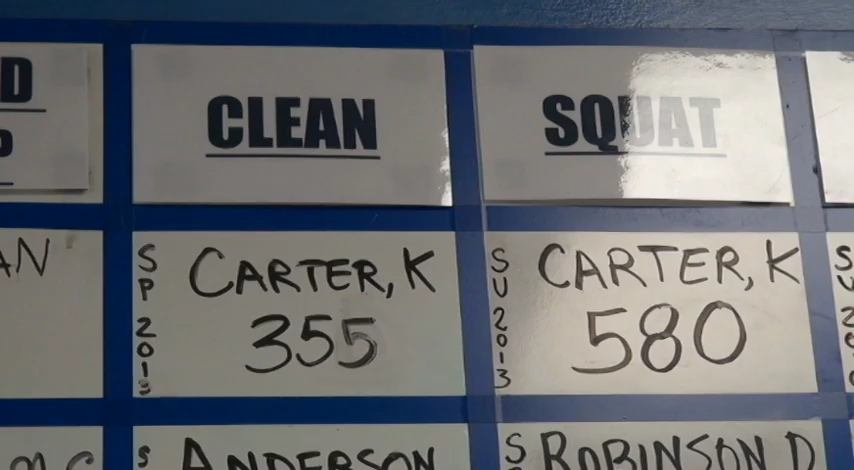 CLEAN
SQUAT
SP 2013
CARTER, K
355
SU 2013
CARTER, K
580
ANDERSON
ROBINSON D